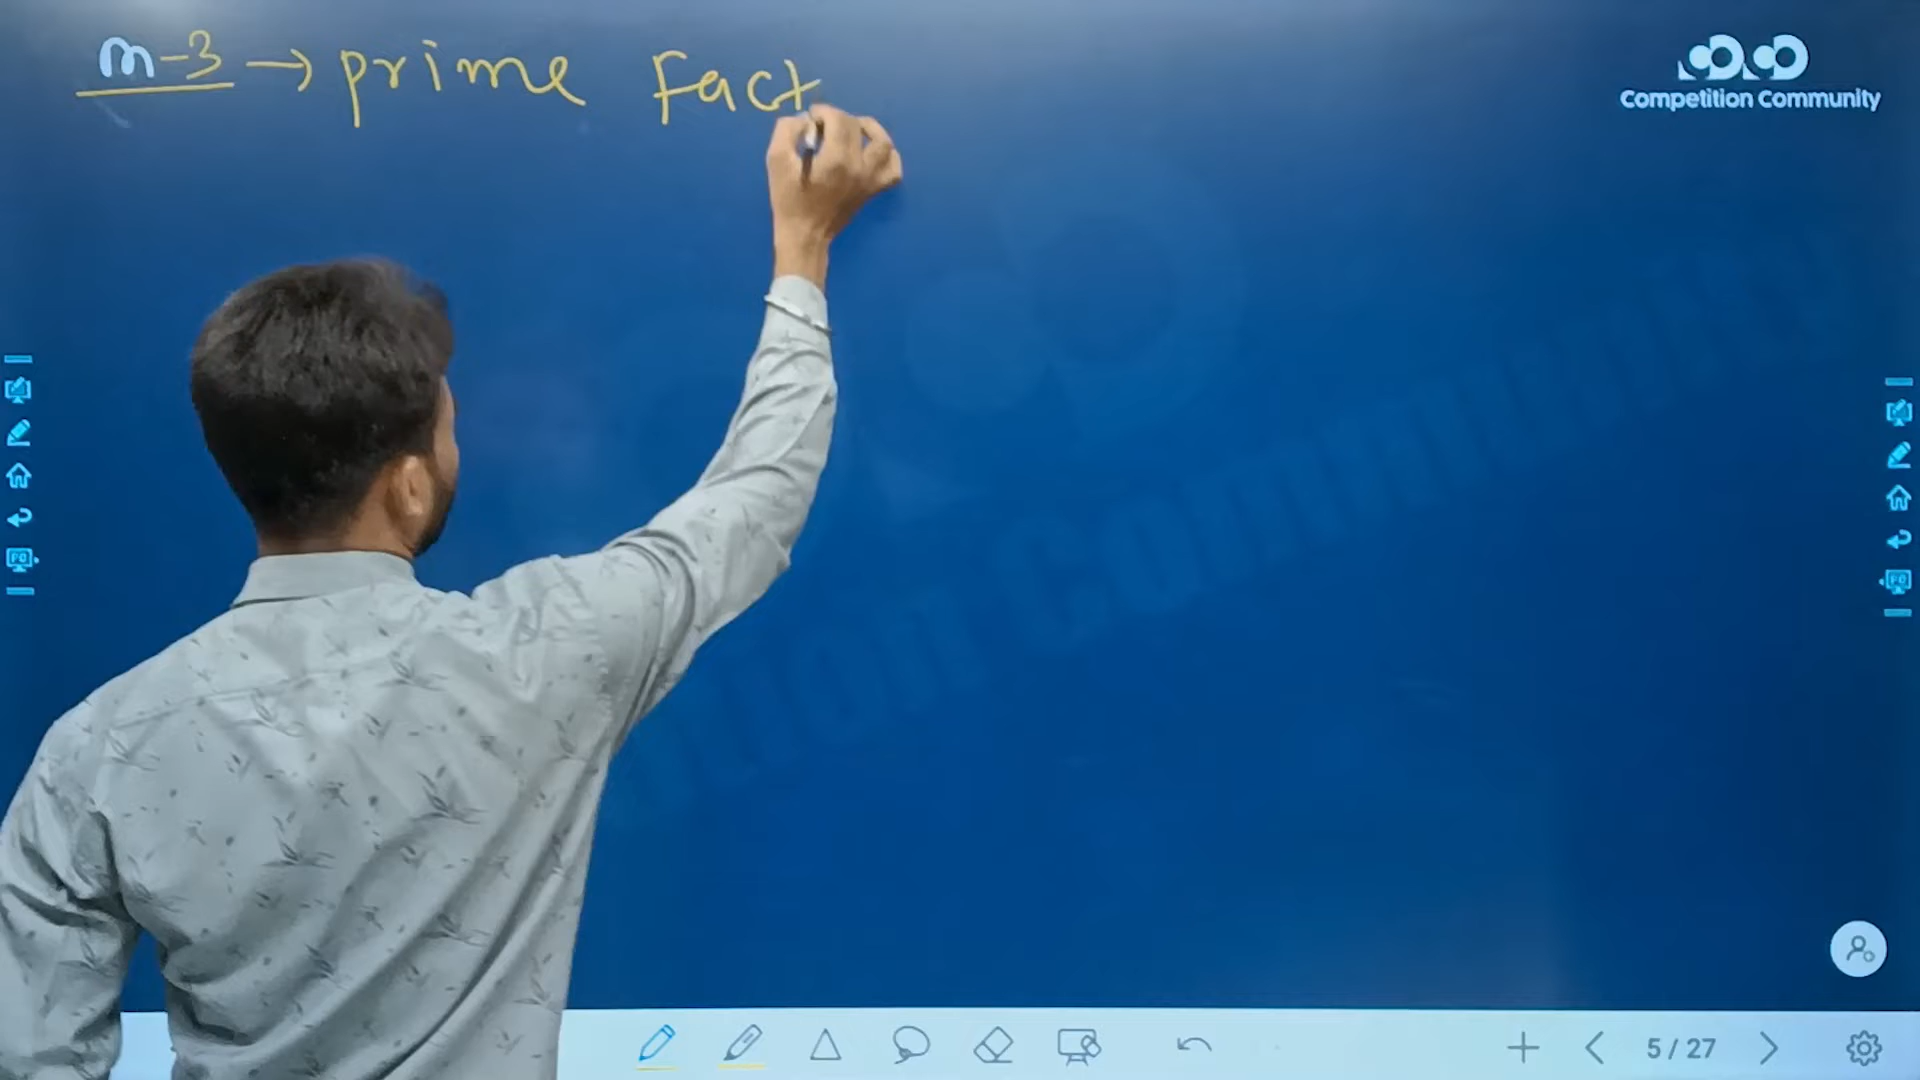 m-3 → prime Fact
Competition Community
5 / 27